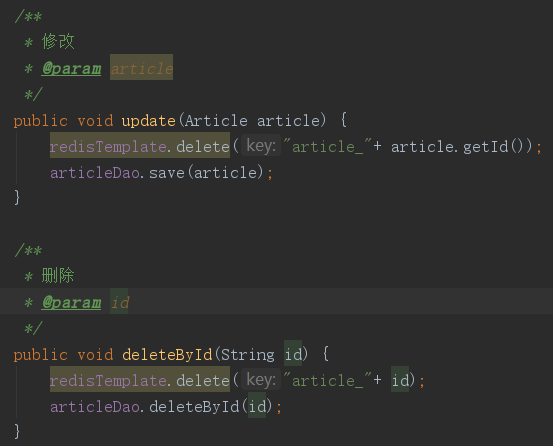 /**
 * 修改
 * @param article
 */
public void update(Article article) {
    redisTemplate.delete( key: "article_"+ article.getId());
    articleDao.save(article);
}

/**
 * 删除
 * @param id
 */
public void deleteById(String id) {
    redisTemplate.delete( key: "article_"+ id);
    articleDao.deleteById(id);
}